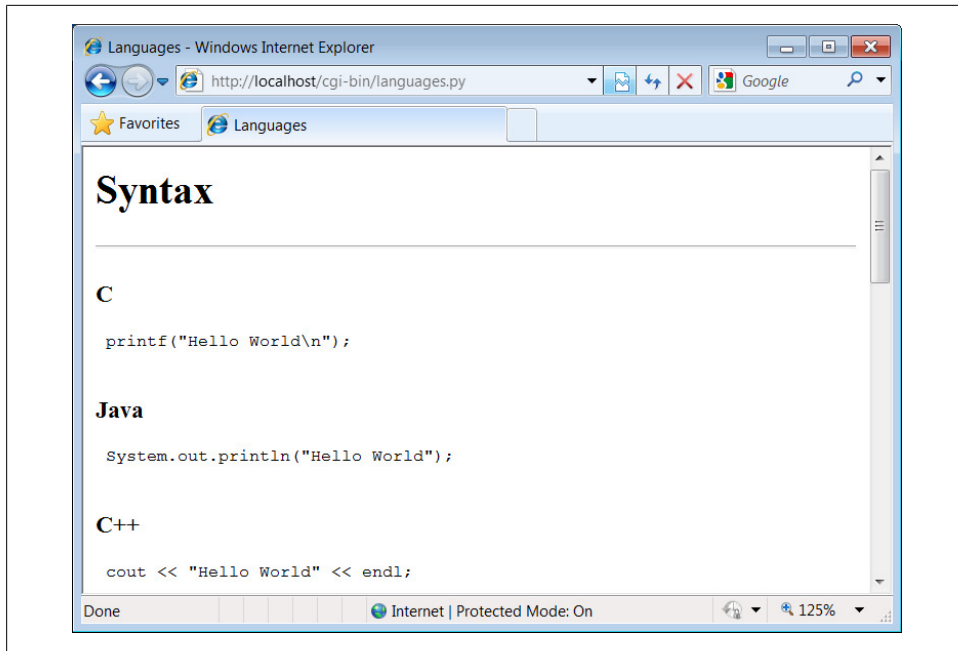 Languages - Windows Internet Explorer
http://localhost/cgi-bin/languages.py
Google
Favorites
Languages
Syntax
C
printf("Hello World\n");
Java
System.out.println("Hello World");
C++
cout << "Hello World" << endl;
Done
Internet | Protected Mode: On
125%